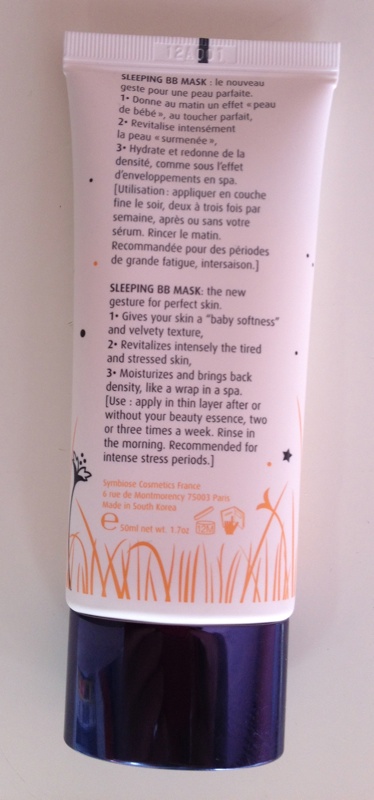 12A001
SLEEPING BB MASK : le nouveau
geste pour une peau parfaite.
1• Donne au matin un effet « peau
de bébé », au toucher parfait,
2• Revitalise intensément
la peau « surmenée »,
3• Hydrate et redonne de la
densité, comme sous l'effet
d'enveloppements en spa.
[Utilisation : appliquer en couche
fine le soir, deux à trois fois par
semaine, après ou sans votre
sérum. Rincer le matin.
Recommandée pour des périodes
de grande fatigue, intersaison.]
SLEEPING BB MASK: the new
gesture for perfect skin.
1• Gives your skin a "baby softness"
and velvety texture,
2• Revitalizes intensely the tired
and stressed skin,
3• Moisturizes and brings back
density, like a wrap in a spa.
[Use : apply in thin layer after or
without your beauty essence, two
or three times a week. Rinse in
the morning. Recommended for
intense stress periods.]
Symbiose Cosmetics France
6 rue de Montmorency 75003 Paris
Made in South Korea
e 50ml net wt. 1.7oz